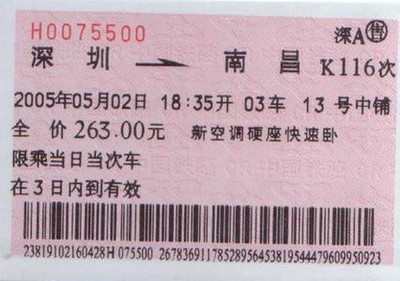 H0075500 深A售
深圳 → 南昌 K116次
2005年05月02日 18:35开 03车 13号中铺
全 价 263.00元 新空调硬座快速卧
限乘当日当次车
在3日内到有效
23819102160428H 075500 26783691178528956453819544479609950923